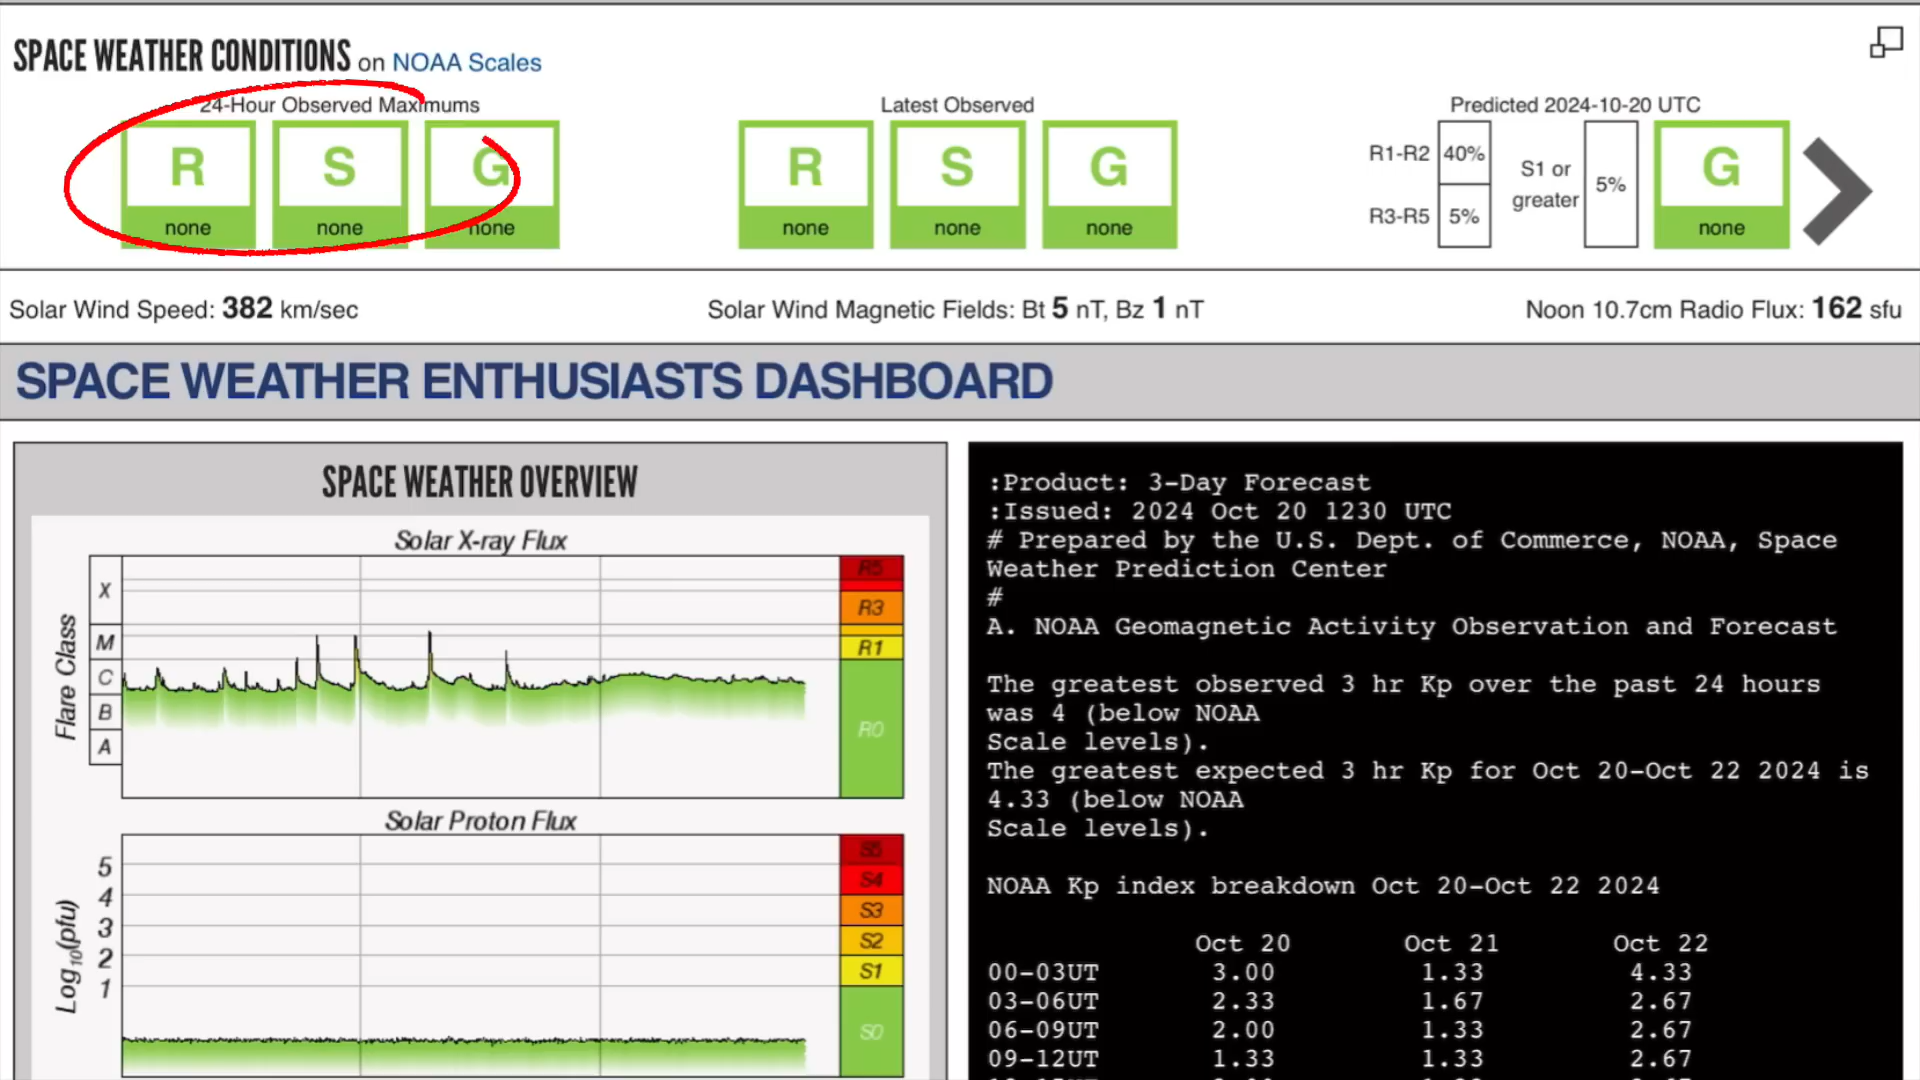 SPACE WEATHER CONDITIONS on NOAA Scales
24-Hour Observed Maximums
R
none
S
none
G
none
Latest Observed
R
none
S
none
G
none
Predicted 2024-10-20 UTC
R1-R2 40%
R3-R5 5%
S1 or
greater
5%
G
none
Solar Wind Speed: 382 km/sec
Solar Wind Magnetic Fields: Bt 5 nT, Bz 1 nT
Noon 10.7cm Radio Flux: 162 sfu
SPACE WEATHER ENTHUSIASTS DASHBOARD
SPACE WEATHER OVERVIEW
Solar X-ray Flux
Flare Class
X
M
C
B
A
R5
R3
R1
R0
Solar Proton Flux
Log10(pfu)
5
4
3
2
1
S5
S4
S3
S2
S1
S0
:Product: 3-Day Forecast
:Issued: 2024 Oct 20 1230 UTC
# Prepared by the U.S. Dept. of Commerce, NOAA, Space
Weather Prediction Center
#
A. NOAA Geomagnetic Activity Observation and Forecast
The greatest observed 3 hr Kp over the past 24 hours
was 4 (below NOAA
Scale levels).
The greatest expected 3 hr Kp for Oct 20-Oct 22 2024 is
4.33 (below NOAA
Scale levels).
NOAA Kp index breakdown Oct 20-Oct 22 2024
Oct 20 Oct 21 Oct 22
00-03UT 3.00 1.33 4.33
03-06UT 2.33 1.67 2.67
06-09UT 2.00 1.33 2.67
09-12UT 1.33 1.33 2.67